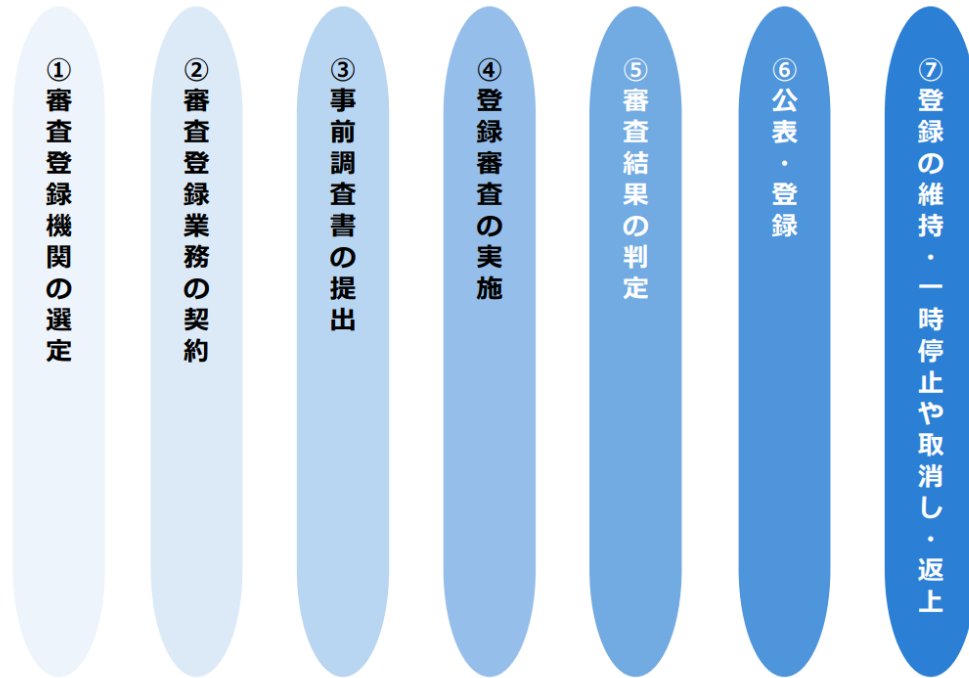 ①審査登録機関の選定
②審査登録業務の契約
③事前調査書の提出
④登録審査の実施
⑤審査結果の判定
⑥公表・登録
⑦登録の維持・一時停止や取消し・返上